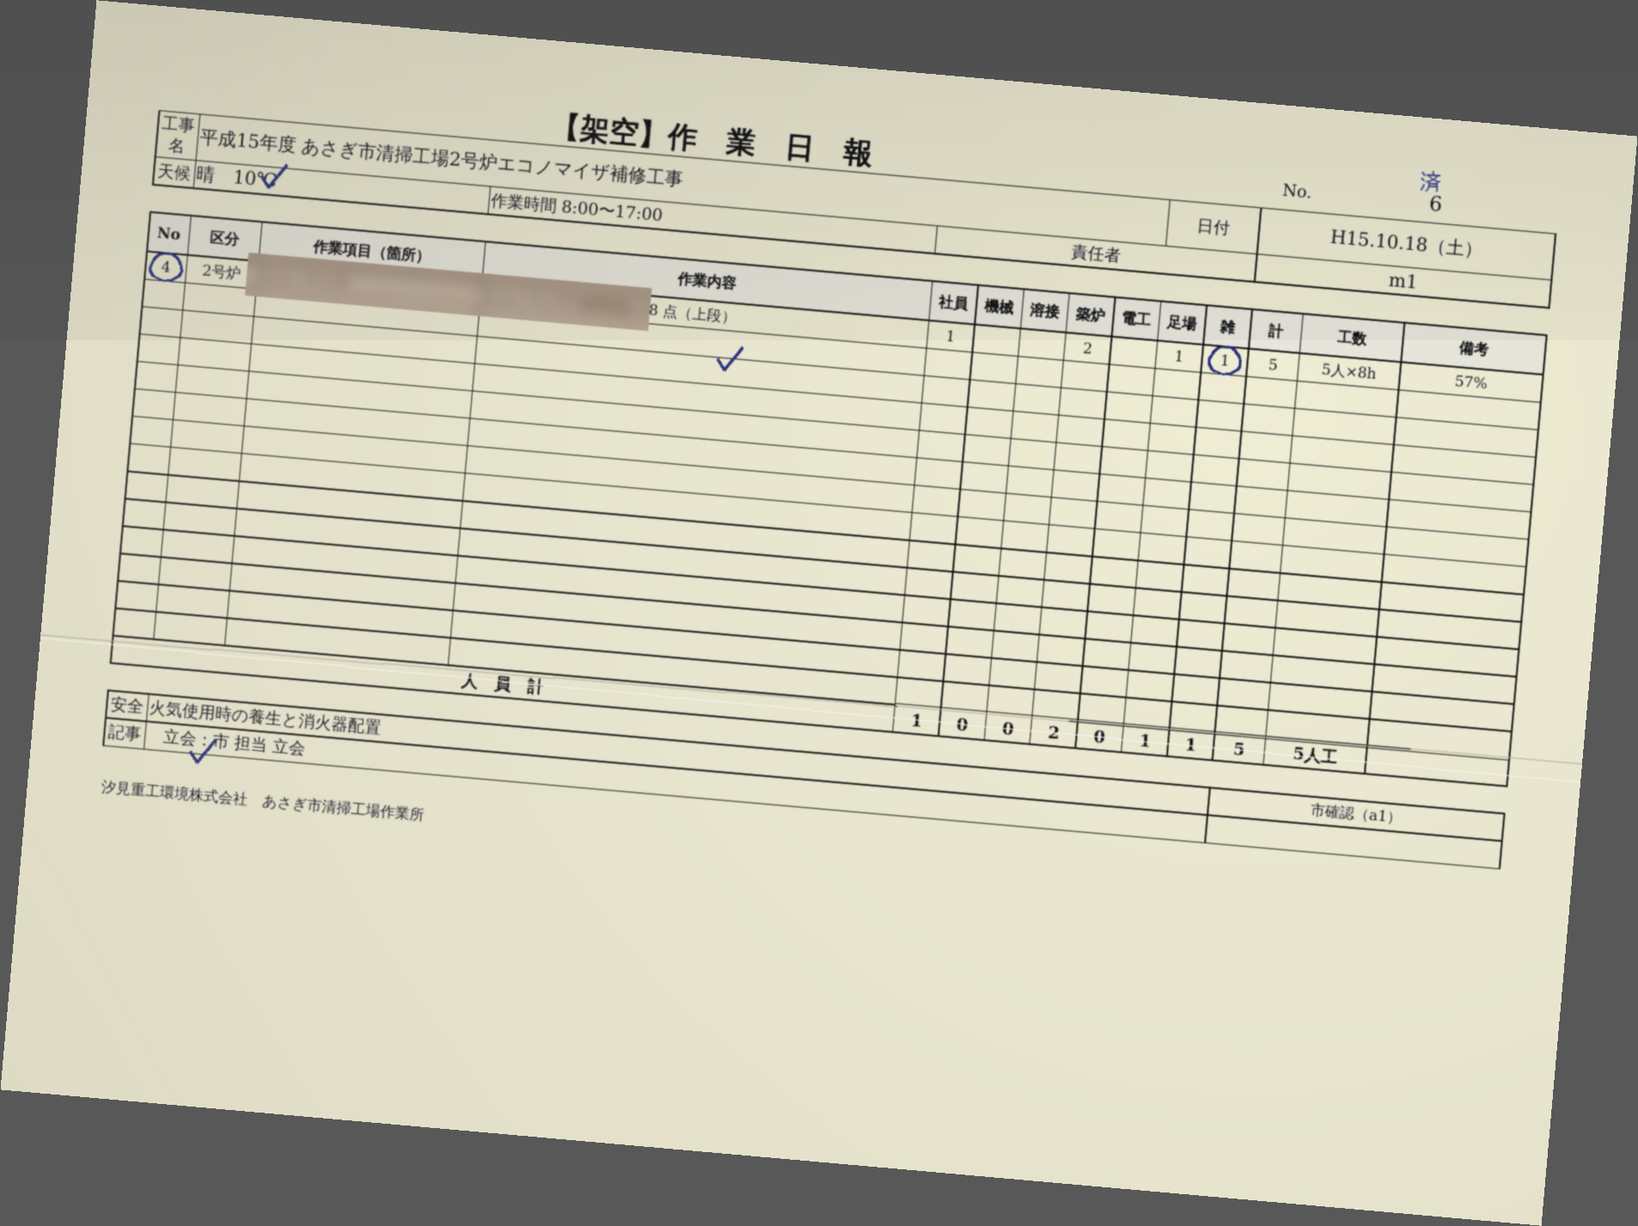 【架空】作 業 日 報
No. 済
6
工事名 平成15年度 あさぎ市清掃工場2号炉エコノマイザ補修工事 日付 H15.10.18（土）
天候 晴 10℃ 作業時間 8:00〜17:00 責任者 m1
No 区分 作業項目（箇所） 作業内容 社員 機械 溶接 築炉 電工 足場 雑 計 工数 備考
4 2号炉 8 点（上段） 1 2 1 1 5 5人×8h 57%
人 員 計 1 0 0 2 0 1 1 5 5人工
安全 火気使用時の養生と消火器配置 市確認（a1）
記事 立会：市 担当 立会
汐見重工環境株式会社 あさぎ市清掃工場作業所